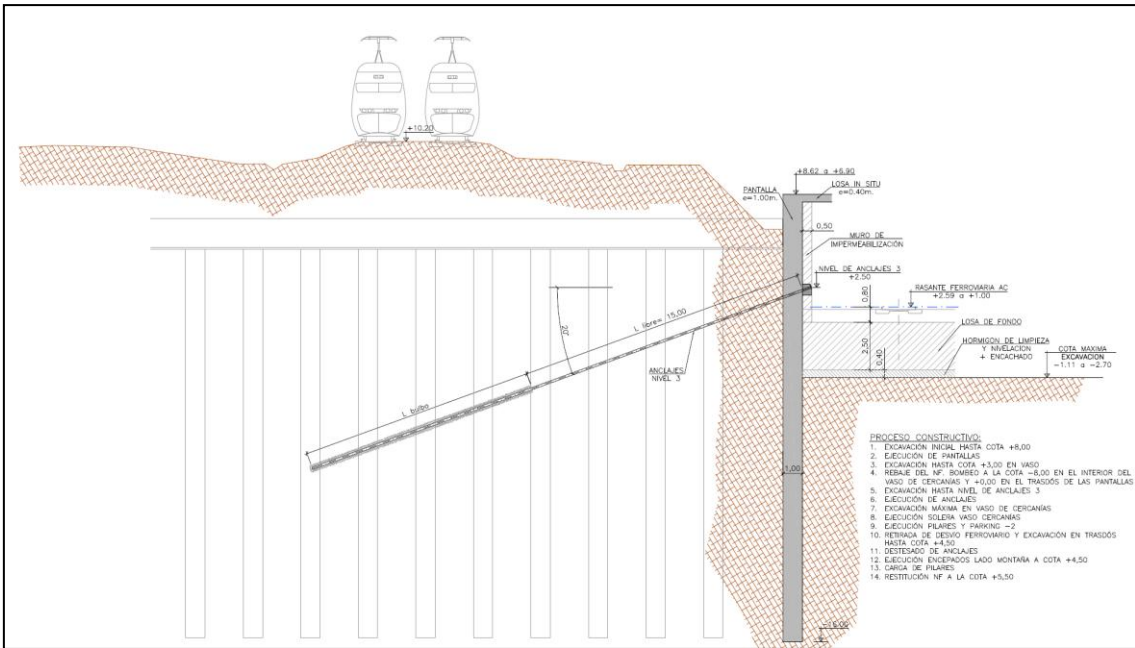 +10.20
+8.62 a +6.90
PANTALLA
e=1.00m.
LOSA IN SITU
e=0.40m.
0,50
MURO DE
IMPERMEABILIZACIÓN
NIVEL DE ANCLAJES 3
+2.50
0,80
RASANTE FERROVIARIA AC
+2.59 a +1.00
L libre= 15,00
20°
LOSA DE FONDO
2,50
HORMIGON DE LIMPIEZA
Y NIVELACION
+ ENCACHADO
0,40
COTA MAXIMA
EXCAVACION
-1.11 a -2.70
ANCLAJES
NIVEL 3
L bulbo
1,00
PROCESO CONSTRUCTIVO:
1. EXCAVACIÓN INICIAL HASTA COTA +8,00
2. EJECUCIÓN DE PANTALLAS
3. EXCAVACIÓN HASTA COTA +3,00 EN VASO
4. REBAJE DEL NF. BOMBEO A LA COTA -8,00 EN EL INTERIOR DEL
VASO DE CERCANÍAS Y +0,00 EN EL TRASDÓS DE LAS PANTALLAS
5. EXCAVACIÓN HASTA NIVEL DE ANCLAJES 3
6. EJECUCIÓN DE ANCLAJES
7. EXCAVACIÓN MÁXIMA EN VASO DE CERCANÍAS
8. EJECUCIÓN SOLERA VASO CERCANÍAS
9. EJECUCIÓN PILARES Y PARKING -2
10. RETIRADA DE DESVÍO FERROVIARIO Y EXCAVACIÓN EN TRASDÓS
HASTA COTA +4,50
11. DESTESADO DE ANCLAJES
12. EJECUCIÓN ENCEPADOS LADO MONTAÑA A COTA +4,50
13. CARGA DE PILARES
14. RESTITUCIÓN NF A LA COTA +5,50
-16.00